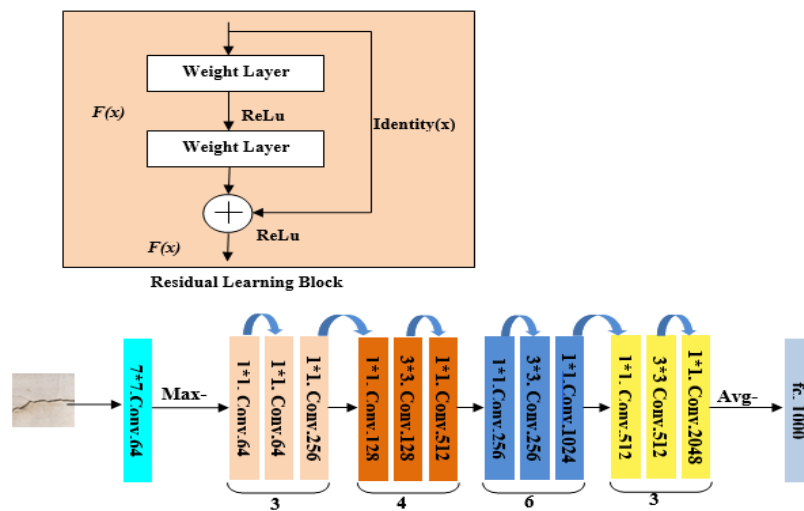 Weight Layer
F(x)
ReLu
Identity(x)
Weight Layer
F(x)
ReLu
Residual Learning Block
7*7.Conv.64
Max-
1*1. Conv.64
1*1. Conv.64
1*1. Conv.256
1*1. Conv.128
3*3. Conv.128
1*1. Conv.512
1*1.Conv.256
3*3. Conv.256
1*1.Conv.1024
1*1. Conv.512
3*3 Conv.512
1*1. Conv.2048
Avg-
fc. 1000
3
4
6
3